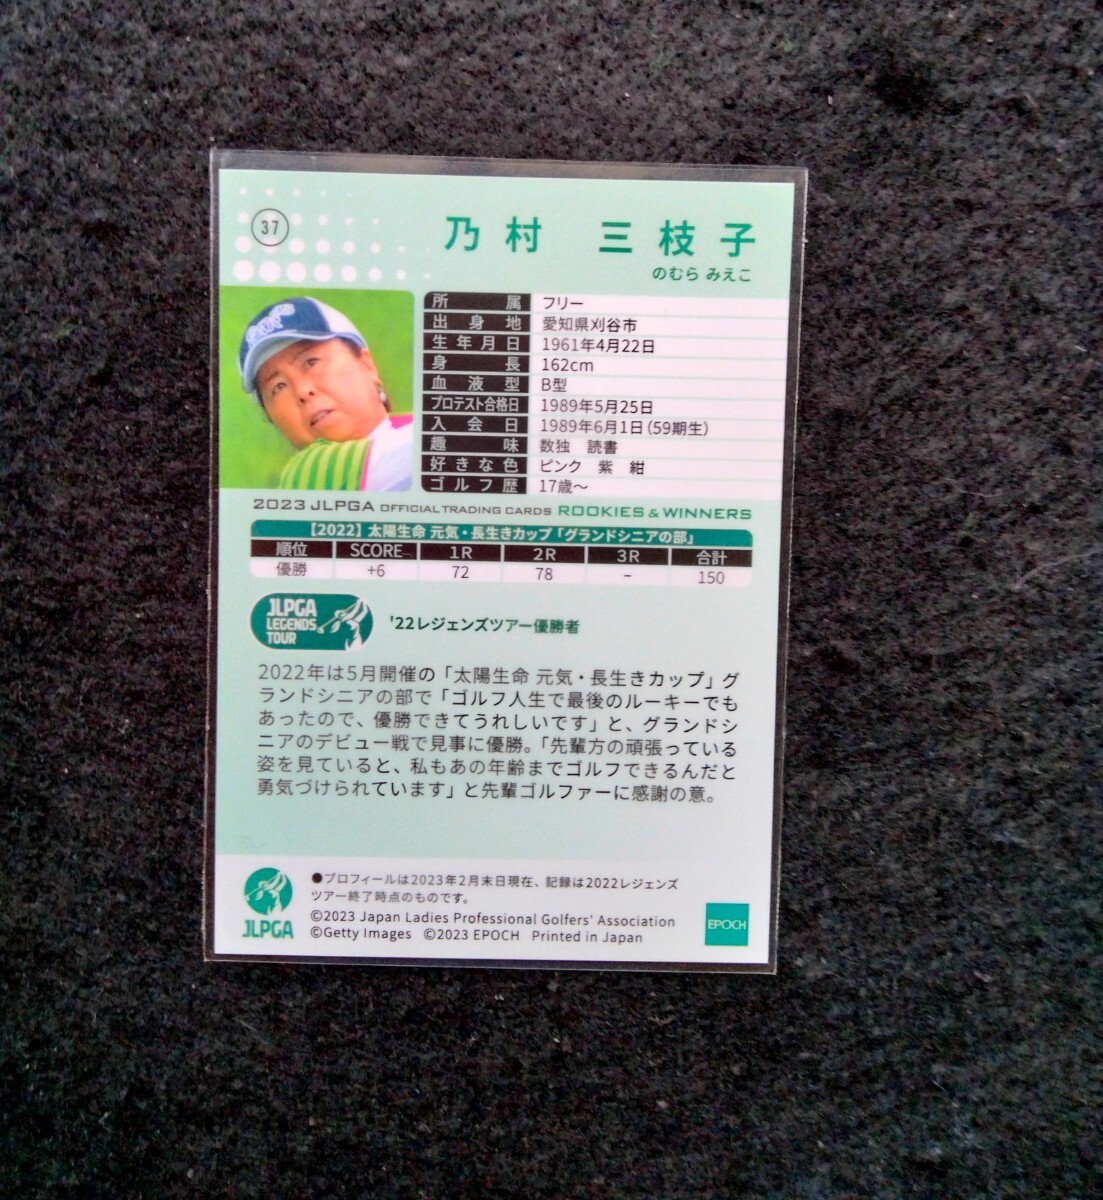 37
乃村 三枝子
のむら みえこ
所属 フリー
出身地 愛知県刈谷市
生年月日 1961年4月22日
身長 162cm
血液型 B型
プロテスト合格日 1989年5月25日
入会日 1989年6月1日(59期生)
趣味 数独 読書
好きな色 ピンク 紫 紺
ゴルフ歴 17歳〜
2023 JLPGA OFFICIAL TRADING CARDS ROOKIES & WINNERS
【2022】太陽生命 元気・長生きカップ「グランドシニアの部」
順位 SCORE 1R 2R 3R 合計
優勝 +6 72 78 – 150
JLPGA
LEGENDS
TOUR
'22レジェンズツアー優勝者
2022年は5月開催の「太陽生命 元気・長生きカップ」グ
ランドシニアの部で「ゴルフ人生で最後のルーキーでも
あったので、優勝できてうれしいです」と、グランドシ
ニアのデビュー戦で見事に優勝。「先輩方の頑張っている
姿を見ていると、私もあの年齢までゴルフできるんだと
勇気づけられています」と先輩ゴルファーに感謝の意。
●プロフィールは2023年2月末日現在、記録は2022レジェンズ
ツアー終了時点のものです。
©2023 Japan Ladies Professional Golfers' Association
©Getty Images ©2023 EPOCH Printed in Japan
JLPGA
EPOCH